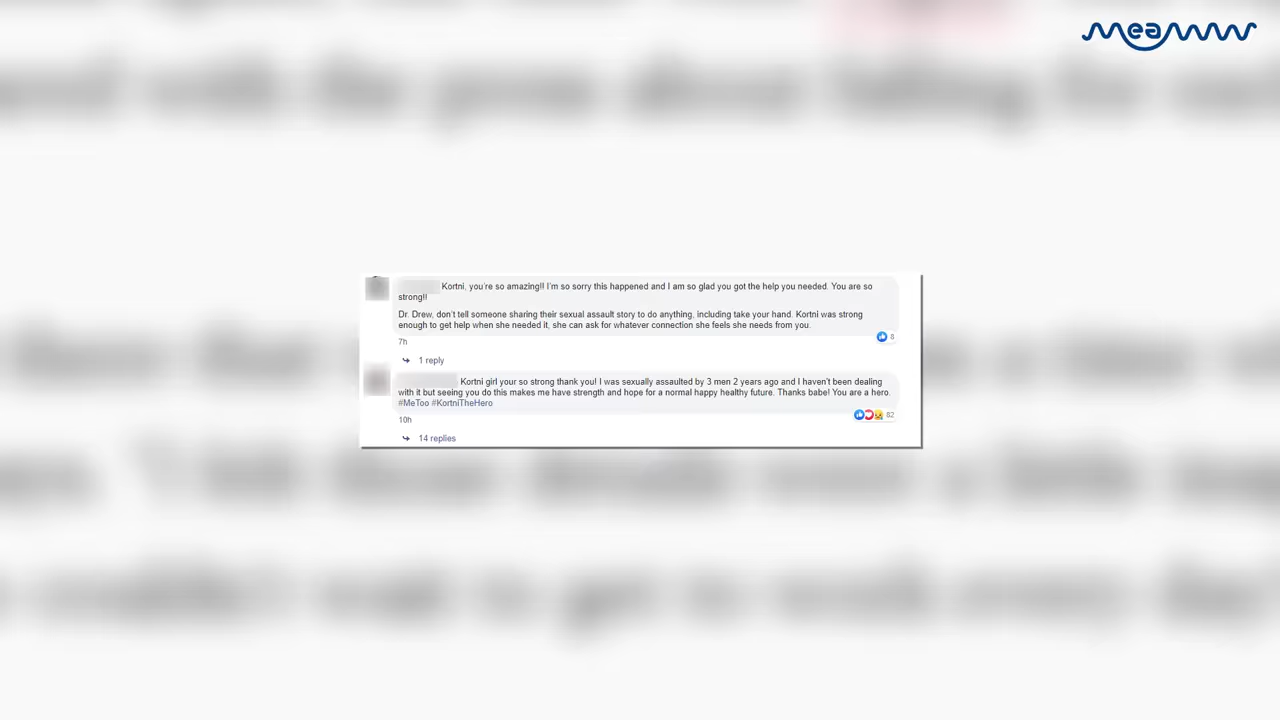 meaww
Kortni, you're so amazing!! I'm so sorry this happened and I am so glad you got the help you needed. You are so
strong!!
Dr. Drew, don't tell someone sharing their sexual assault story to do anything, including take your hand. Kortni was strong
enough to get help when she needed it, she can ask for whatever connection she feels she needs from you.
8
7h
1 reply
Kortni girl your so strong thank you! I was sexually assaulted by 3 men 2 years ago and I haven't been dealing
with it but seeing you do this makes me have strength and hope for a normal happy healthy future. Thanks babe! You are a hero.
#MeToo #KortniTheHero
82
10h
14 replies